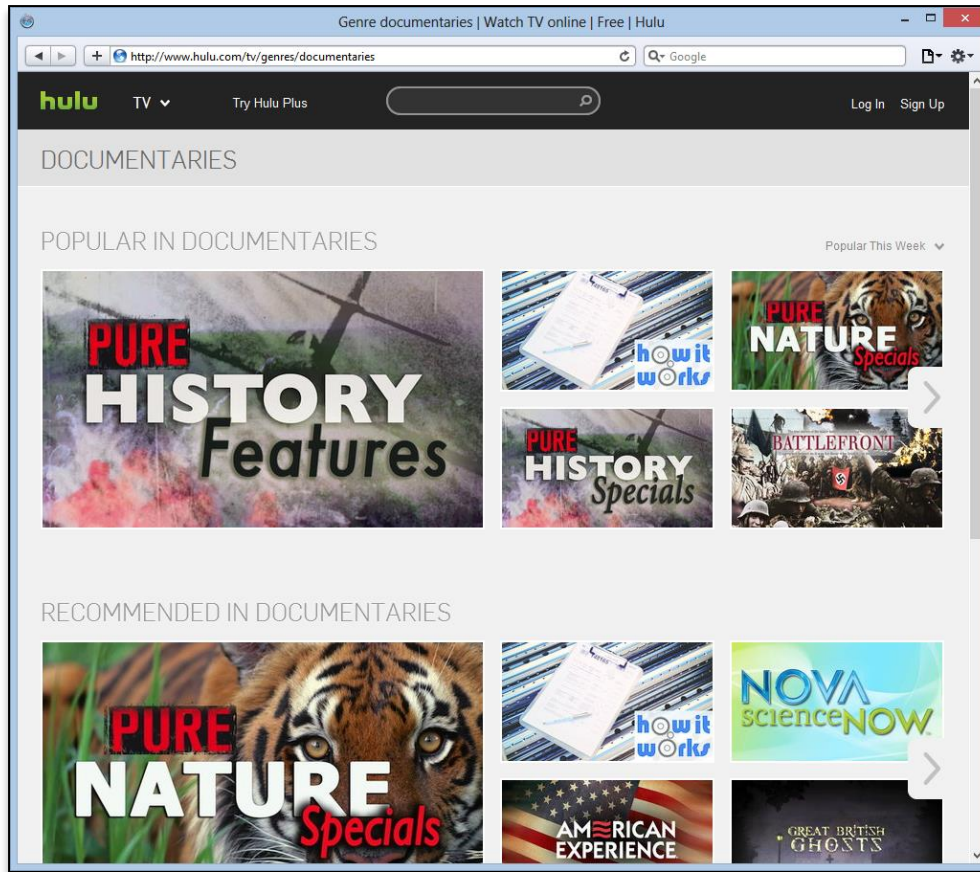 Genre documentaries | Watch TV online | Free | Hulu
http://www.hulu.com/tv/genres/documentaries
Google
hulu
TV
Try Hulu Plus
Log In
Sign Up
DOCUMENTARIES
POPULAR IN DOCUMENTARIES
Popular This Week
PURE
HISTORY
Features
how it
works
PURE
NATURE
Specials
PURE
HISTORY
Specials
BATTLEFRONT
RECOMMENDED IN DOCUMENTARIES
PURE
NATURE
Specials
how it
works
NOVA
scienceNOW
AMERICAN
EXPERIENCE
GREAT BRITISH
GHOSTS